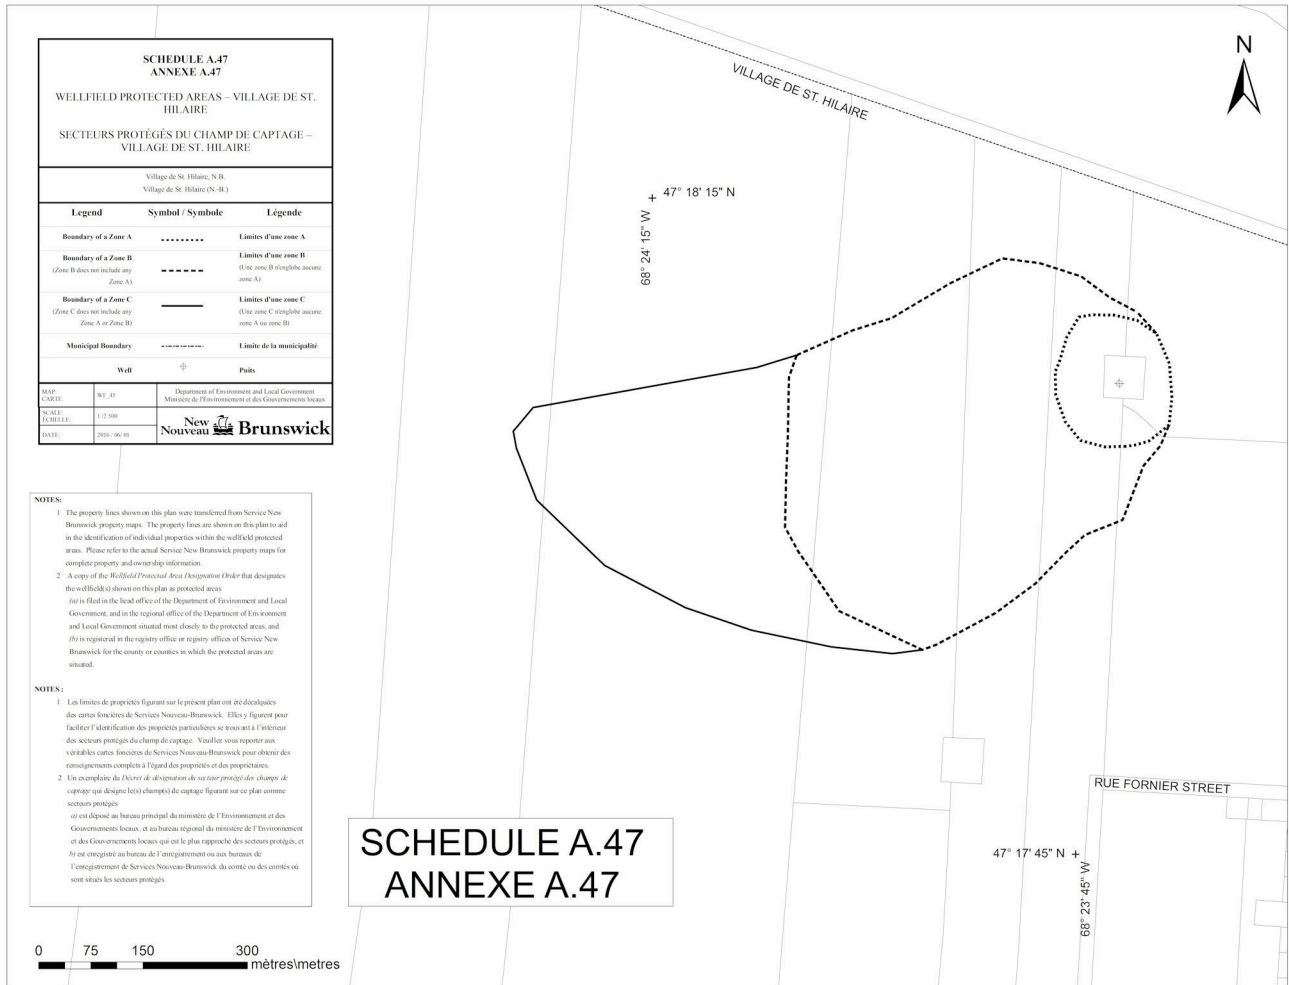 SCHEDULE A.47
ANNEXE A.47
WELLFIELD PROTECTED AREAS – VILLAGE DE ST.
HILAIRE
SECTEURS PROTÉGÉS DU CHAMP DE CAPTAGE –
VILLAGE DE ST. HILAIRE
Village de St. Hilaire, N.B.
Village de St. Hilaire (N.-B.)
Legend Symbol / Symbole Légende
Boundary of a Zone A Limites d'une zone A
Boundary of a Zone B Limites d'une zone B
(Zone B does not include any (Une zone B n'englobe aucune
Zone A) zone A)
Boundary of a Zone C Limites d'une zone C
(Zone C does not include any (Une zone C n'englobe aucune
Zone A or Zone B) zone A ou zone B)
Municipal Boundary Limite de la municipalité
Well Puits
MAP: Department of Environment and Local Government
CARTE: WF_45 Ministère de l'Environnement et des Gouvernements locaux
SCALE:
ÉCHELLE: 1 /2 500
DATE: 2016 / 06/ 01
New
Nouveau Brunswick
NOTES:
1 The property lines shown on this plan were transferred from Service New
Brunswick property maps. The property lines are shown on this plan to aid
in the identification of individual properties within the wellfield protected
areas. Please refer to the actual Service New Brunswick property maps for
complete property and ownership information.
2 A copy of the Wellfield Protected Area Designation Order that designates
the wellfield(s) shown on this plan as protected areas
(a) is filed in the head office of the Department of Environment and Local
Government, and in the regional office of the Department of Environment
and Local Government situated most closely to the protected areas, and
(b) is registered in the registry office or registry offices of Service New
Brunswick for the county or counties in which the protected areas are
situated.
NOTES :
1 Les limites de propriétés figurant sur le présent plan ont été décalquées
des cartes foncières de Services Nouveau-Brunswick. Elles y figurent pour
faciliter l'identification des propriétés particulières se trouvant à l'intérieur
des secteurs protégés du champ de captage. Veuillez vous reporter aux
véritables cartes foncières de Services Nouveau-Brunswick pour obtenir des
renseignements complets à l'égard des propriétés et des propriétaires.
2 Un exemplaire du Décret de désignation du secteur protégé des champs de
captage qui désigne le(s) champ(s) de captage figurant sur ce plan comme
secteurs protégés
a) est déposé au bureau principal du ministère de l'Environnement et des
Gouvernements locaux, et au bureau régional du ministère de l'Environnement
et des Gouvernements locaux qui est le plus rapproché des secteurs protégés, et
b) est enregistré au bureau de l'enregistrement ou aux bureaux de
l'enregistrement de Services Nouveau-Brunswick du comté ou des comtés où
sont situés les secteurs protégés.
0 75 150 300
mètres\metres
SCHEDULE A.47
ANNEXE A.47
VILLAGE DE ST. HILAIRE
N
47° 18' 15" N
68° 24' 15" W
RUE FORNIER STREET
47° 17' 45" N
68° 23' 45" W